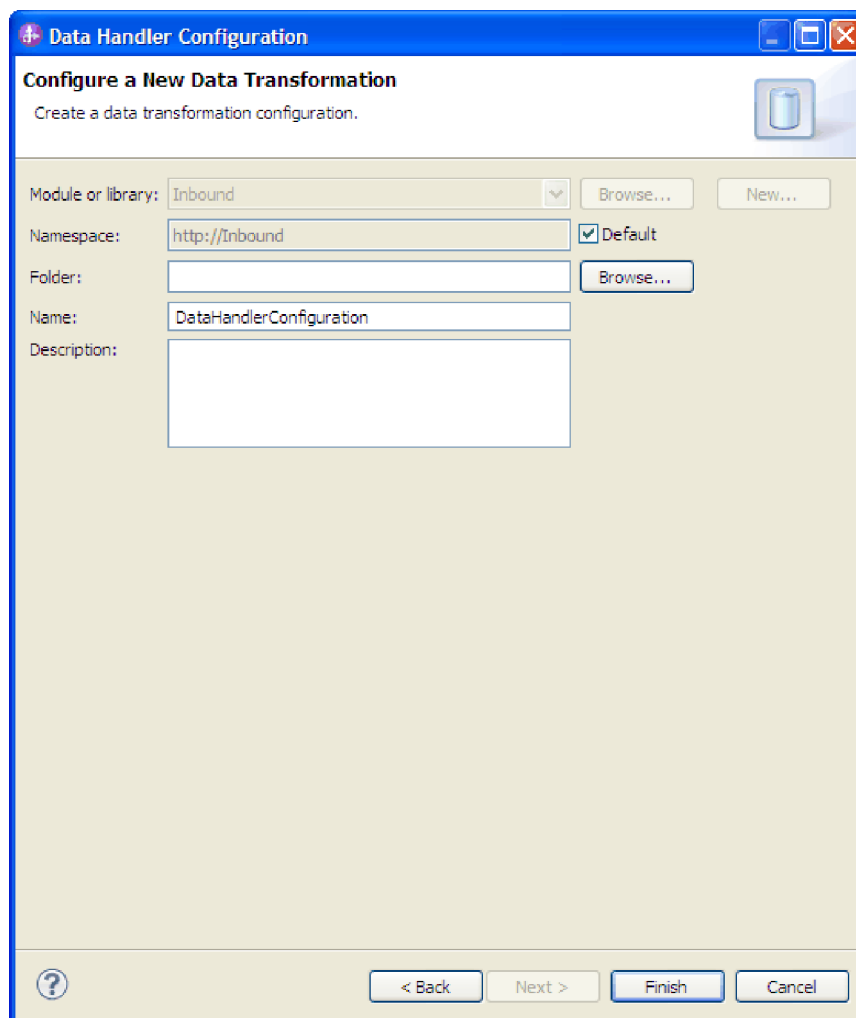 Data Handler Configuration
Configure a New Data Transformation
Create a data transformation configuration.
Module or library: Inbound Browse... New...
Namespace: http://Inbound Default
Folder: Browse...
Name: DataHandlerConfiguration
Description:
? < Back Next > Finish Cancel